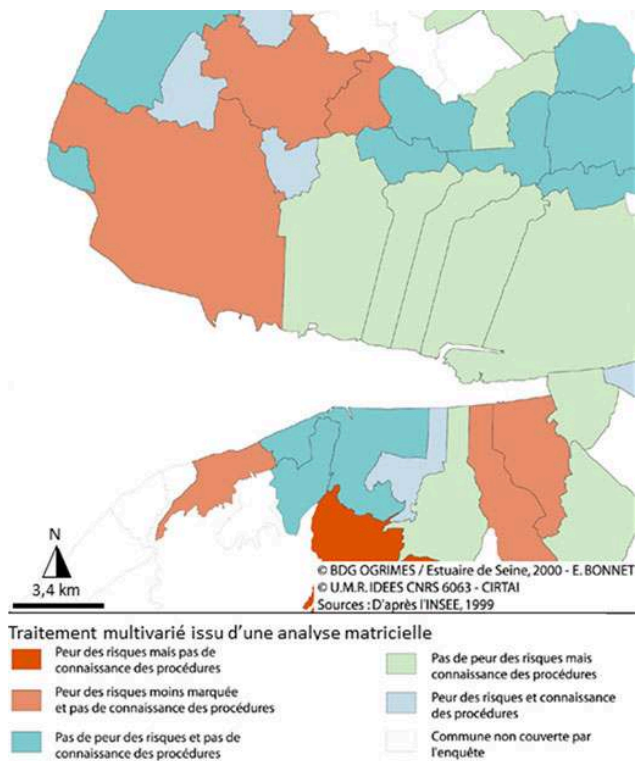 N
3,4 km
© BDG OGRIMES / Estuaire de Seine, 2000 - E. BONNET
© U.M.R. IDEES CNRS 6063 - CIRTAI
Sources : D'après l'INSEE, 1999
Traitement multivarié issu d'une analyse matricielle
Peur des risques mais pas de
connaissance des procédures
Peur des risques moins marquée
et pas de connaissance des procédures
Pas de peur des risques et pas de
connaissance des procédures
Pas de peur des risques mais
connaissance des procédures
Peur des risques et connaissance
des procédures
Commune non couverte par
l'enquête